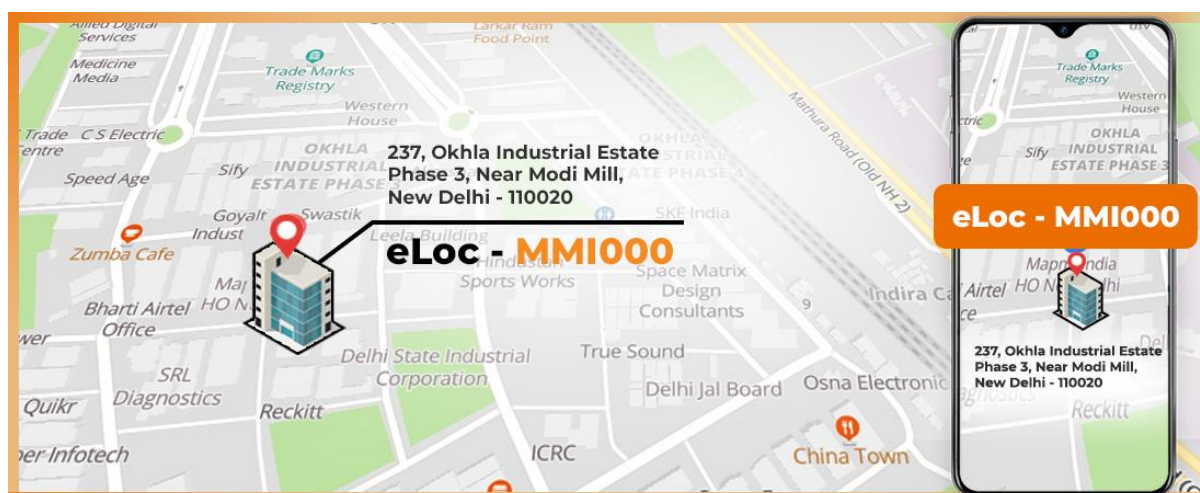 Allied Digital
Services
Larkar Ram
Food Point
Medicine
Media
Trade Marks
Registry
Western
House
Mathura Road (Old NH 2)
Trade
Centre
C S Electric
OKHLA
INDUSTRIAL
ESTATE PHASE 3
OKHLA
Sify
Speed Age
237, Okhla Industrial Estate
Phase 3, Near Modi Mill,
New Delhi - 110020
Goyalt
Indust
Swastik
SKF India
Leela Building
eLoc - MMI000
Zumba Cafe
Hindustan
Sports Works
Space Matrix
Design
Consultants
9
Indira
Bharti Airtel
Office
HO N
Delhi State Industrial
Corporation
True Sound
SRL
Diagnostics
Delhi Jal Board
Osna Electronic
Quikr
Reckitt
ICRC
China Town
er Infotech
Trade Marks
Registry
Western
House
OKHLA
INDUSTRIAL
ESTATE PHASE 3
Sify
eLoc - MMI000
Airtel
HO N
237, Okhla Industrial Estate
Phase 3, Near Modi Mill,
New Delhi - 110020
Reckitt